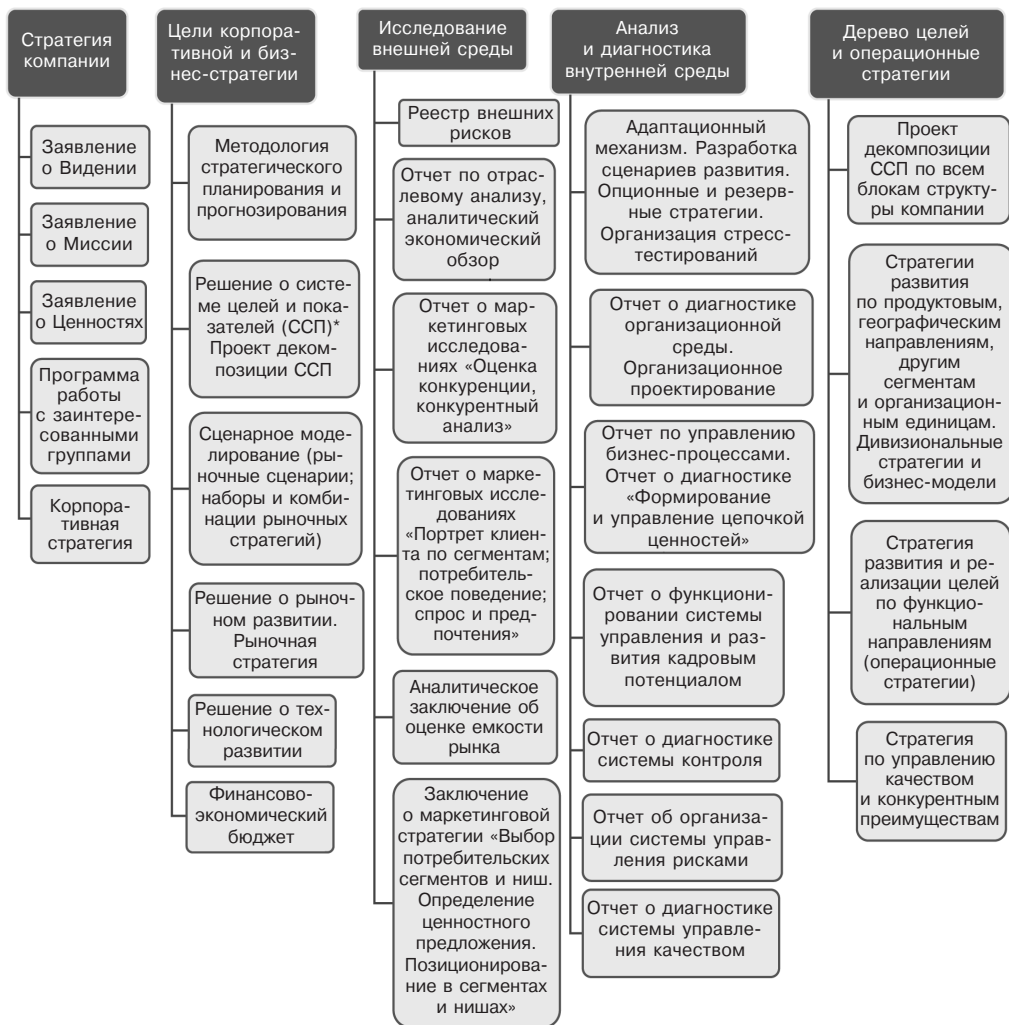 Стратегия
компании
Заявление
о Видении
Заявление
о Миссии
Заявление
о Ценностях
Программа
работы
с заинтере-
сованными
группами
Корпора-
тивная
стратегия
Цели корпора-
тивной и биз-
нес-стратегии
Методология
стратегического
планирования и
прогнозирования
Решение о систе-
ме целей и пока-
зателей (ССП)*
Проект деком-
позиции ССП
Сценарное моде-
лирование (ры-
ночные сценарии;
наборы и комби-
нации рыночных
стратегий)
Решение о рыноч-
ном развитии.
Рыночная
стратегия
Решение о тех-
нологическом
развитии
Финансово-
экономический
бюджет
Исследование
внешней среды
Реестр внешних
рисков
Отчет по отрас-
левому анализу,
аналитический
экономический
обзор
Отчет о мар-
кетинговых
исследова-
ниях «Оценка
конкуренции,
конкурентный
анализ»
Отчет о марке-
тинговых иссле-
дованиях
«Портрет клиен-
та по сегментам;
потребитель-
ское поведение;
спрос и пред-
почтения»
Аналитическое
заключение об
оценке емкости
рынка
Заключение
о маркетинговой
стратегии «Выбор
потребительских
сегментов и ниш.
Определение
ценностного
предложения.
Позиционирова-
ние в сегментах
и нишах»
Анализ
и диагностика
внутренней среды
Адаптационный
механизм. Разработка
сценариев развития.
Опционные и резерв-
ные стратегии.
Организация стресс-
тестирований
Отчет о диагностике
организационной
среды.
Организационное
проектирование
Отчет по управлению
бизнес-процессами.
Отчет о диагностике
«Формирование
и управление цепочкой
ценностей»
Отчет о функцио-
нировании системы
управления и раз-
вития кадровым
потенциалом
Отчет о диагностике
системы контроля
Отчет об организа-
ции системы управ-
ления рисками
Отчет о диагностике
системы управле-
ния качеством
Дерево целей
и операционные
стратегии
Проект
декомпозиции
ССП по всем
блокам структу-
ры компании
Стратегии
развития
по продуктовым,
географическим
направлениям,
другим
сегментам
и организацион-
ным единицам.
Дивизиональные
стратегии и
бизнес-модели
Стратегия
развития и ре-
ализации целей
по функцио-
нальным
направлениям
(операционные
стратегии)
Стратегия
по управлению
качеством
и конкурентным
преимуществам